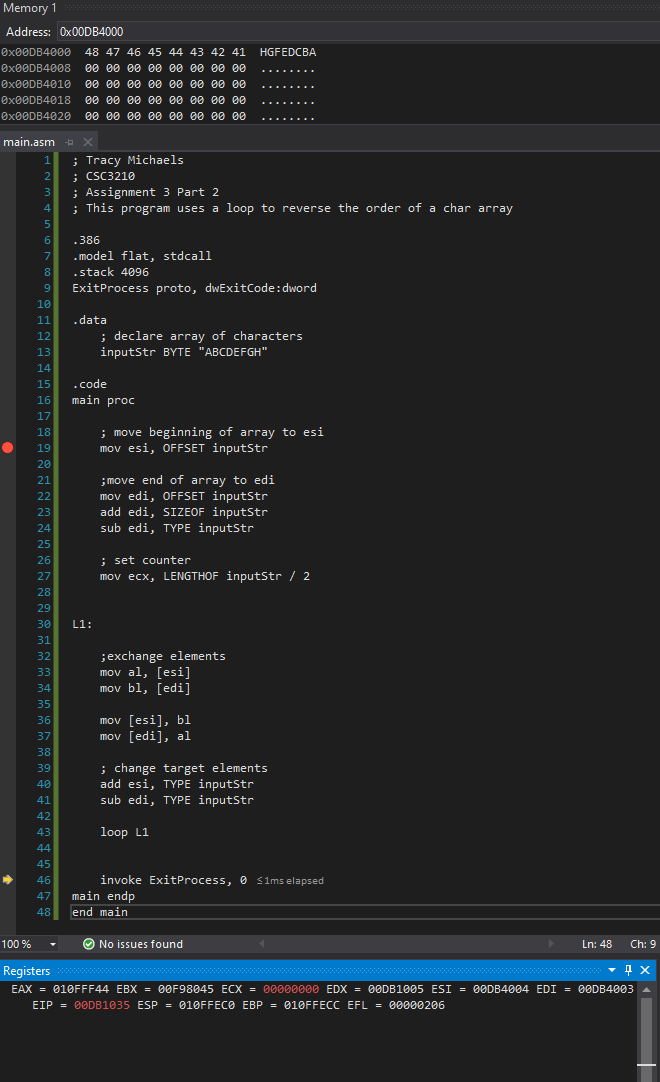 Memory 1
Address: 0x00DB4000
0x00DB4000 48 47 46 45 44 43 42 41 HGFEDCBA
0x00DB4008 00 00 00 00 00 00 00 00 ........
0x00DB4010 00 00 00 00 00 00 00 00 ........
0x00DB4018 00 00 00 00 00 00 00 00 ........
0x00DB4020 00 00 00 00 00 00 00 00 ........
main.asm
1 ; Tracy Michaels
2 ; CSC3210
3 ; Assignment 3 Part 2
4 ; This program uses a loop to reverse the order of a char array
5
6 .386
7 .model flat, stdcall
8 .stack 4096
9 ExitProcess proto, dwExitCode:dword
10
11 .data
12 ; declare array of characters
13 inputStr BYTE "ABCDEFGH"
14
15 .code
16 main proc
17
18 ; move beginning of array to esi
19 mov esi, OFFSET inputStr
20
21 ;move end of array to edi
22 mov edi, OFFSET inputStr
23 add edi, SIZEOF inputStr
24 sub edi, TYPE inputStr
25
26 ; set counter
27 mov ecx, LENGTHOF inputStr / 2
28
29
30 L1:
31
32 ;exchange elements
33 mov al, [esi]
34 mov bl, [edi]
35
36 mov [esi], bl
37 mov [edi], al
38
39 ; change target elements
40 add esi, TYPE inputStr
41 sub edi, TYPE inputStr
42
43 loop L1
44
45
46 invoke ExitProcess, 0 ≤1ms elapsed
47 main endp
48 end main
100 % No issues found Ln: 48 Ch: 9
Registers
EAX = 010FFF44 EBX = 00F98045 ECX = 00000000 EDX = 00DB1005 ESI = 00DB4004 EDI = 00DB4003
EIP = 00DB1035 ESP = 010FFEC0 EBP = 010FFECC EFL = 00000206